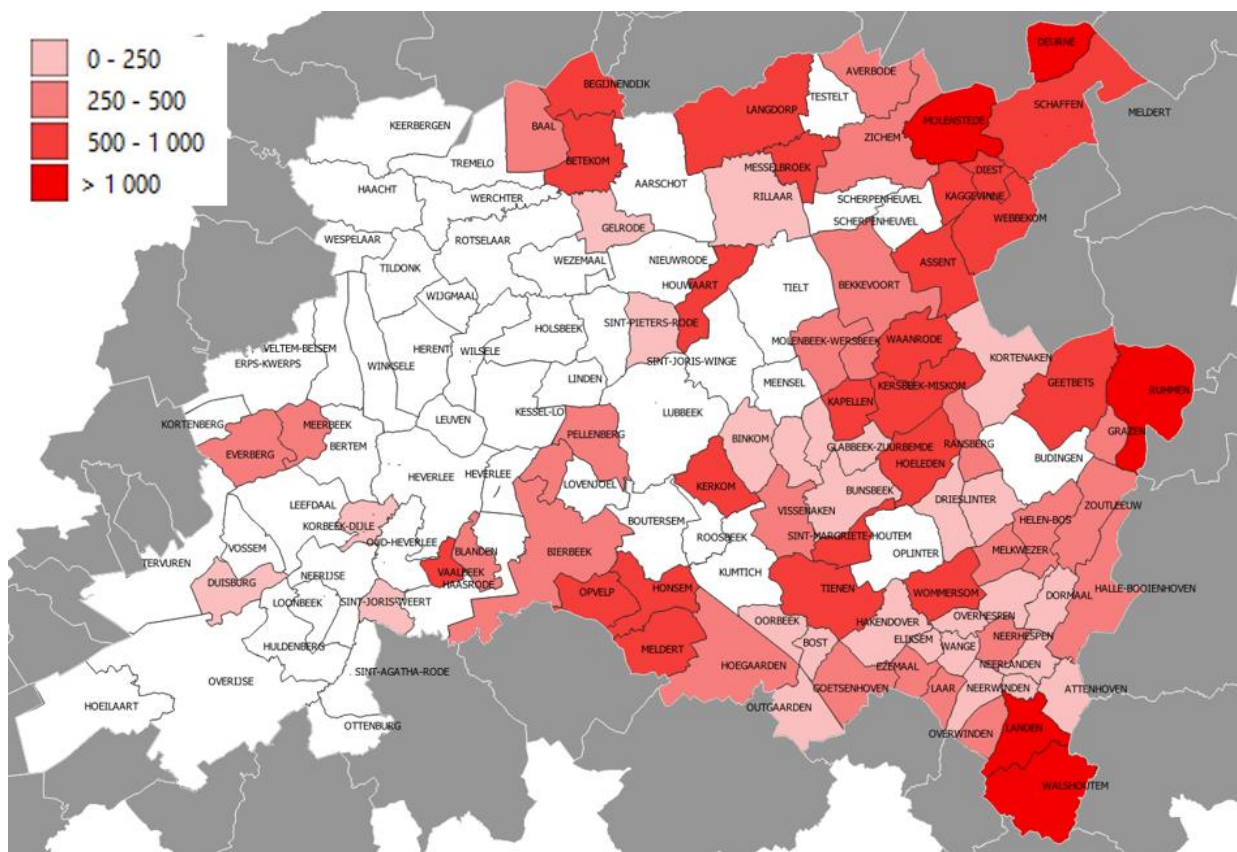 0 - 250
250 - 500
500 - 1 000
> 1 000
DEURNE
BEGIJNENDIJK
AVERBODE
TESTELT
LANGDORP
SCHAFFEN
MELDERT
KEERBERGEN
BAAL
MOLENSTEDE
ZICHEM
TREMELO
BETEKOM
MESSELBROEK
DIEST
AARSCHOT
HAACHT
WERCHTER
RILLAAR
SCHERPENHEUVEL
KAGGEVINNE
SCHERPENHEUVEL
WEBBEKOM
GELRODE
WESPELAAR
ROTSELAAR
WEZEMAAL
NIEUWRODE
ASSENT
TILDONK
HOUWAART
TIELT
BEKKEVOORT
WIJGMAAL
SINT-PIETERS-RODE
HOLSBEEK
MOLENBEEK-WERSBEEK
WAANRODE
VELTEM-BEISEM
HERENT
WILSELE
ERPS-KWERPS
WINKSELE
SINT-JORIS-WINGE
KORTENAKEN
LINDEN
MEENSEL
KERSBEEK-MISKOM
GEETBETS
RUMMEN
KAPELLEN
KESSEL-LO
LUBBEEK
LEUVEN
KORTENBERG
MEERBEEK
PELLENBERG
BINKOM
GLABBEEK-ZUURBEMDE
RANSBERG
GRAZEN
BERTEM
EVERBERG
BUDINGEN
HOELEDEN
HEVERLEE
HEVERLEE
LOVENJOEL
KERKOM
BUNSBEEK
DRIESLINTER
LEEFDAAL
ZOUTLEEUW
VISSENAKEN
KORBEEK-DIJLE
BOUTERSEM
HELEN-BOS
ROOSBEEK
SINT-MARGRIETE-HOUTEM
OUD-HEVERLEE
VOSSEM
BLANDEN
BIERBEEK
OPLINTER
MELKWEZER
TERVUREN
VAALBEEK
KUMTICH
NEERIJSE
DUISBURG
HAASRODE
HONSEM
TIENEN
HALLE-BOOIENHOVEN
OPVELP
WOMMERSOM
DORMAAL
LOONBEEK
SINT-JORIS-WEERT
OVERHESPEN
OORBEEK
HAKENDOVER
BOST
ELIKSEM
NEERHESPEN
HULDENBERG
WANGE
MELDERT
HOEGAARDEN
EZEMAAL
NEERLANDEN
SINT-AGATHA-RODE
OVERIJSE
GOETSENHOVEN
LAAR
NEERWINDEN
ATTENHOVEN
HOEILAART
OUTGAARDEN
OTTENBURG
LANDEN
OVERWINDEN
WALSHOUTEM